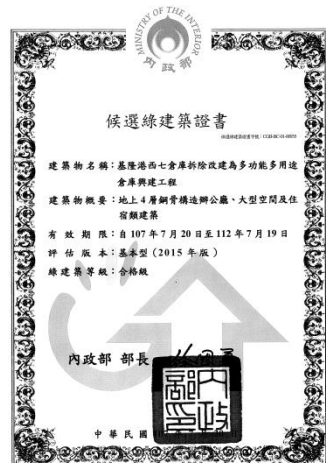 MINISTRY OF THE INTERIOR
內政部
候選綠建築證書
建築物名稱：基隆港西七倉庫拆除改建為多功能多用途
倉庫興建工程
建築物概要：地上4層鋼骨構造辦公廳、大型空間及住
宿類建築
有效期限：自107年7月20日至112年7月19日
評估版本：基本型（2015年版）
綠建築等級：合格級
內政部 部長
內政
部印
中華民國